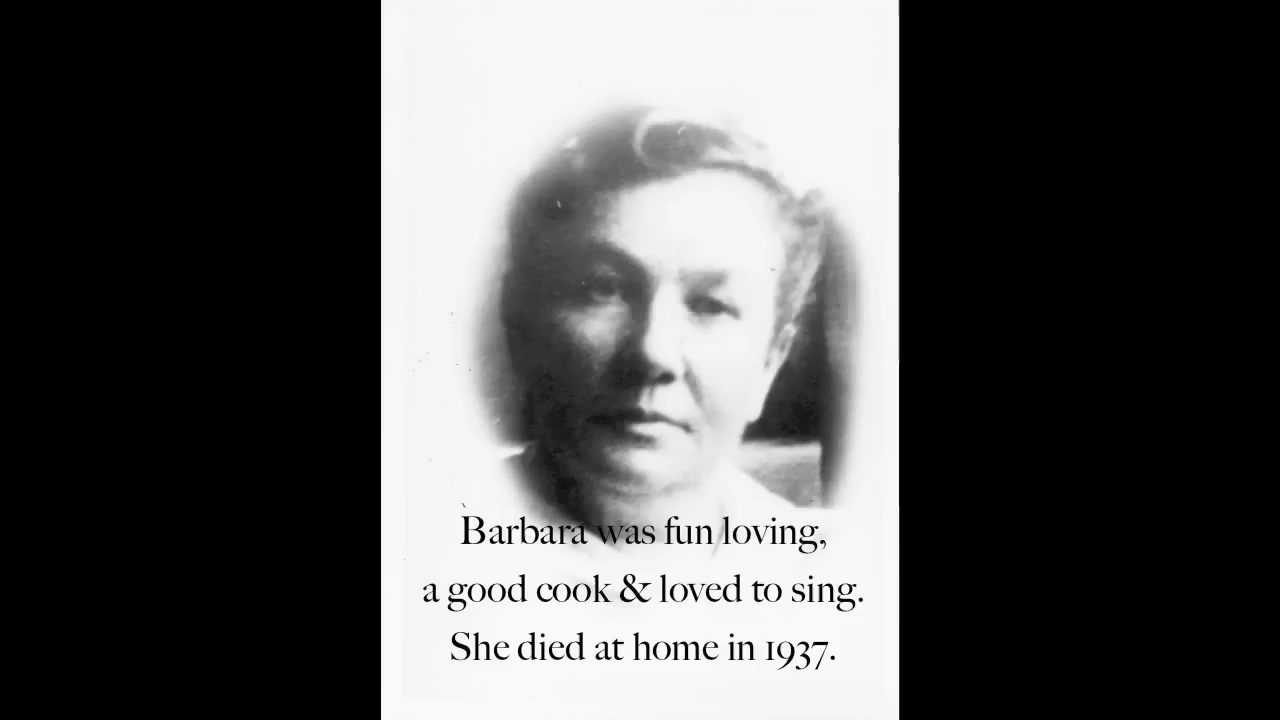 Barbara was fun loving,
a good cook & loved to sing.
She died at home in 1937.